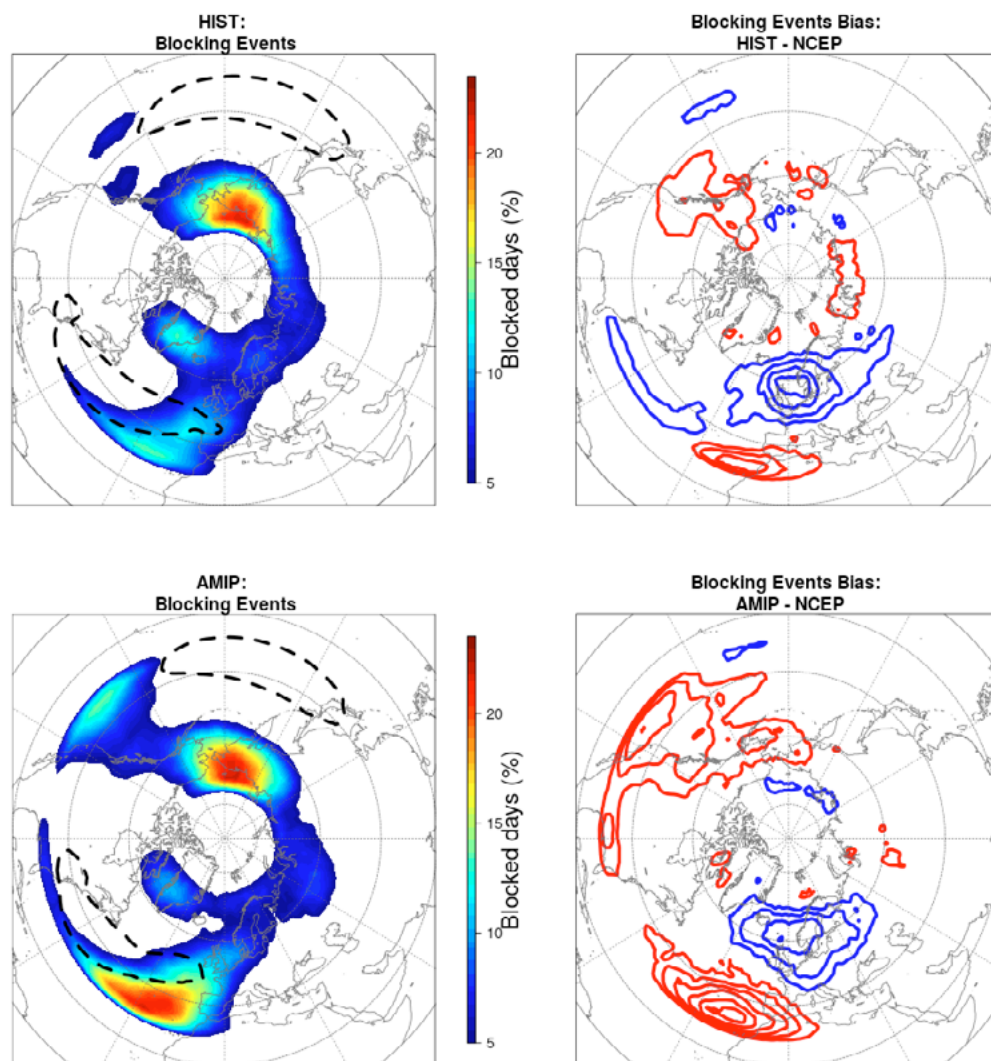 HIST:
Blocking Events
Blocking Events Bias:
HIST - NCEP
20
15
10
5
Blocked days (%)
AMIP:
Blocking Events
Blocking Events Bias:
AMIP - NCEP
20
15
10
5
Blocked days (%)